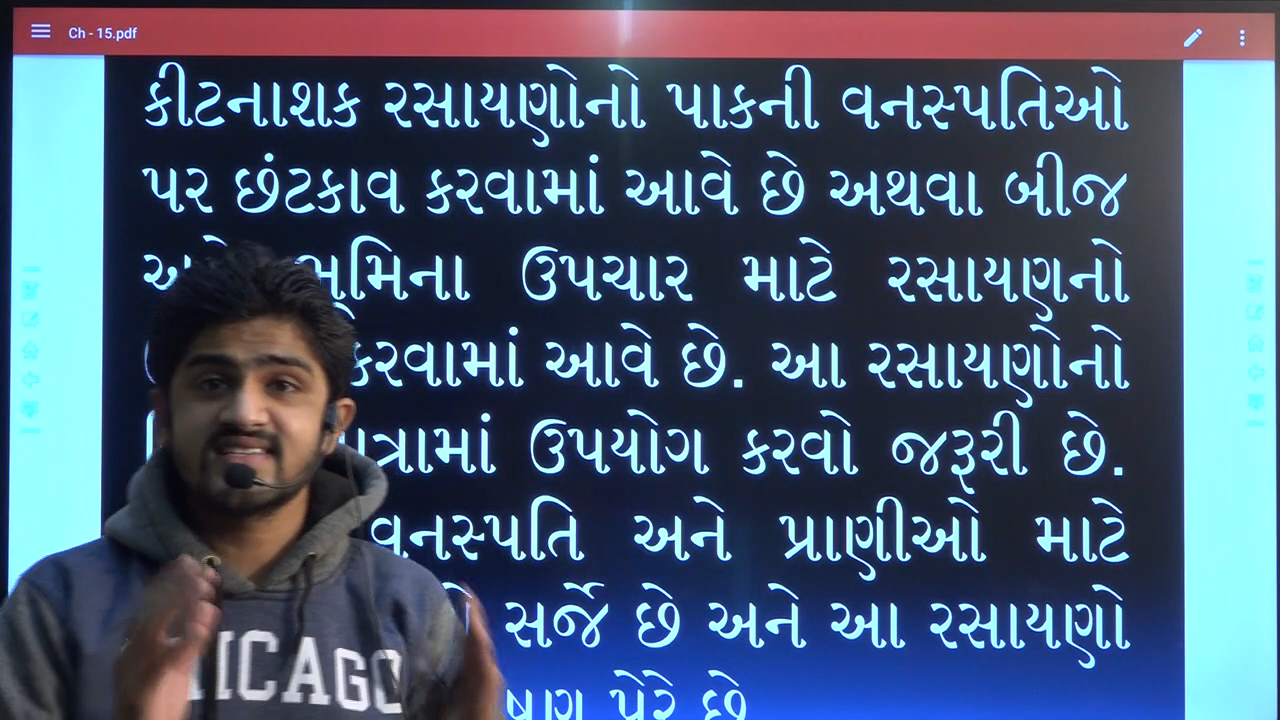 Ch - 15.pdf
કીટનાશક રસાયણોનો પાકની વનસ્પતિઓ
પર છંટકાવ કરવામાં આવે છે અથવા બીજ
ઉપચાર માટે રસાયણનો
કરવામાં આવે છે. આ રસાયણોનો
ઉપયોગ કરવો જરૂરી છે.
વનસ્પતિ અને પ્રાણીઓ માટે
સર્જે છે અને આ રસાયણો
છે
CHICAGO